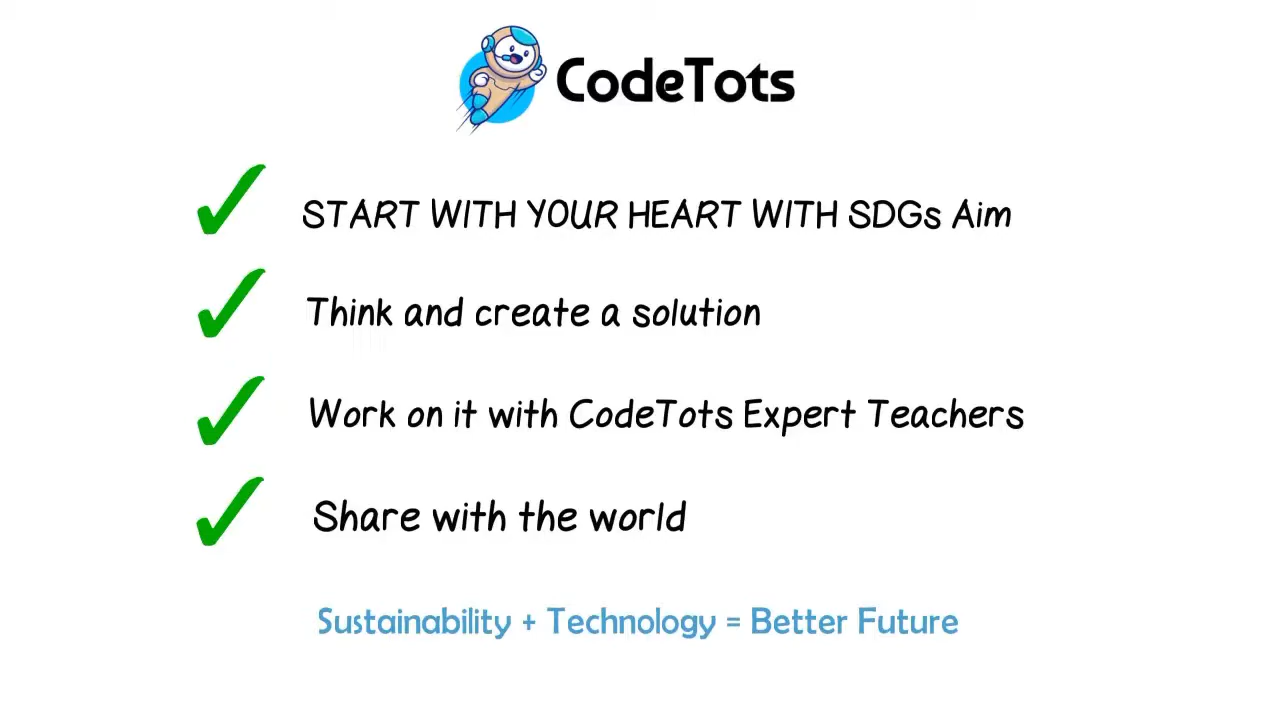 CodeTots
START WITH YOUR HEART WITH SDGs Aim
Think and create a solution
Work on it with CodeTots Expert Teachers
Share with the world
Sustainability + Technology = Better Future